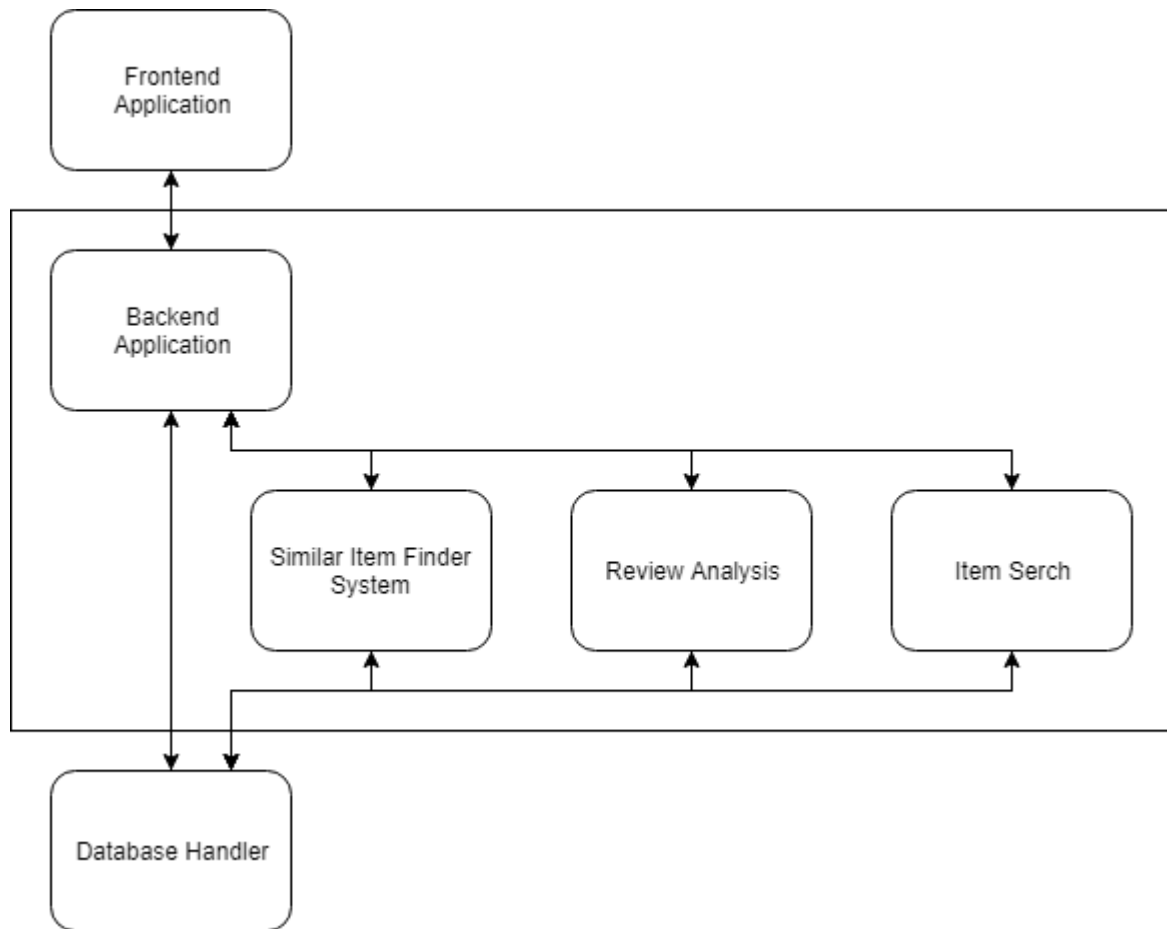 Frontend
Application
Backend
Application
Similar Item Finder
System
Review Analysis
Item Serch
Database Handler